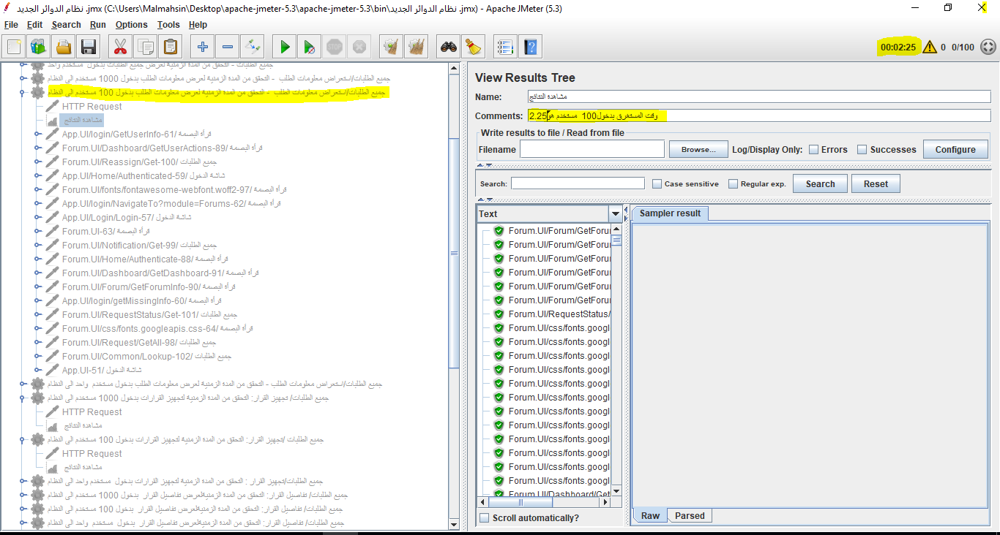 نظام الدوائر الجديد .jmx (C:\Users\Malmahsin\Desktop\apache-jmeter-5.3\apache-jmeter-5.3\bin\نظام الدوائر الجديد .jmx) - Apache JMeter (5.3)
File Edit Search Run Options Tools Help
00:02:25 0 0/100
جميع الطلبات - التحقق من المدة الزمنية لعرض جميع الطلبات بدخول مستخدم واحد
جميع الطلبات/استعراض معلومات الطلب - التحقق من المدة الزمنية لعرض معلومات الطلب بدخول 1000 مستخدم الى النظام
جميع الطلبات/استعراض معلومات الطلب - التحقق من المدة الزمنية لعرض معلومات الطلب بدخول 100 مستخدم الى النظام
HTTP Request
مشاهدة النتائج
App.UI/login/GetUserInfo-61/ قرأة البصمة
Forum.UI/Dashboard/GetUserActions-89/ قرأة البصمة
Forum.UI/Reassign/Get-100/ جميع الطلبات
App.UI/Home/Authenticated-59/ شاشة الدخول
Forum.UI/fonts/fontawesome-webfont.woff2-97/ قرأة البصمة
App.UI/login/NavigateTo?module=Forums-62/ قرأة البصمة
App.UI/Login/Login-57/ شاشة الدخول
Forum.UI-63/ قرأة البصمة
Forum.UI/Notification/Get-99/ جميع الطلبات
Forum.UI/Home/Authenticate-88/ قرأة البصمة
Forum.UI/Dashboard/GetDashboard-91/ قرأة البصمة
Forum.UI/Forum/GetForumInfo-90/ قرأة البصمة
App.UI/login/getMissingInfo-60/ قرأة البصمة
Forum.UI/RequestStatus/Get-101/ جميع الطلبات
Forum.UI/css/fonts.googleapis.css-64/ قرأة البصمة
Forum.UI/Request/GetAll-98/ جميع الطلبات
Forum.UI/Common/Lookup-102/ جميع الطلبات
App.UI-51/ شاشة الدخول
جميع الطلبات/استعراض معلومات الطلب - التحقق من المدة الزمنية لعرض معلومات الطلب بدخول مستخدم واحد الى النظام
جميع الطلبات/ تجهيز القرار: التحقق من المدة الزمنية لتجهيز القرارات بدخول 1000 مستخدم الى النظام
HTTP Request
مشاهدة النتائج
جميع الطلبات /تجهيز القرار: التحقق من المدة الزمنية لتجهيز القرارات بدخول 100 مستخدم الى النظام
HTTP Request
مشاهدة النتائج
جميع الطلبات/تجهيز القرار : التحقق من المدة الزمنية لتجهيز القرارات بدخول مستخدم واحد الى النظام
جميع الطلبات/ تفاصيل القرار: التحقق من المدة الزمنيةلعرض تفاصيل القرار بدخول 1000 مستخدم الى النظام
جميع الطلبات/ تفاصيل القرار: التحقق من المدة الزمنيةلعرض تفاصيل القرار بدخول 100 مستخدم الى النظام
جميع الطلبات/ تفاصيل القرار: التحقق من المدة الزمنيةلعرض تفاصيل القرار بدخول مستخدم واحد الى النظام
View Results Tree
Name: مشاهدة النتائج
Comments: وقت المستغرق بدخول100 مستخدم هو2.25
Write results to file / Read from file
Filename Browse... Log/Display Only: Errors Successes Configure
Search: Case sensitive Regular exp. Search Reset
Text
Sampler result
Forum.UI/Forum/GetForu
Forum.UI/Forum/GetForu
Forum.UI/Forum/GetForu
Forum.UI/Forum/GetForu
Forum.UI/Forum/GetForu
Forum.UI/Forum/GetForu
Forum.UI/RequestStatus/
Forum.UI/css/fonts.googl
Forum.UI/css/fonts.googl
Forum.UI/css/fonts.googl
Forum.UI/css/fonts.googl
Forum.UI/css/fonts.googl
Forum.UI/css/fonts.googl
Forum.UI/css/fonts.googl
Forum.UI/css/fonts.googl
Forum.UI/css/fonts.googl
Forum.UI/css/fonts.googl
Forum.UI/css/fonts.googl
Forum.UI/css/fonts.googl
Forum.UI/Dashboard/Get
Scroll automatically?
Raw Parsed